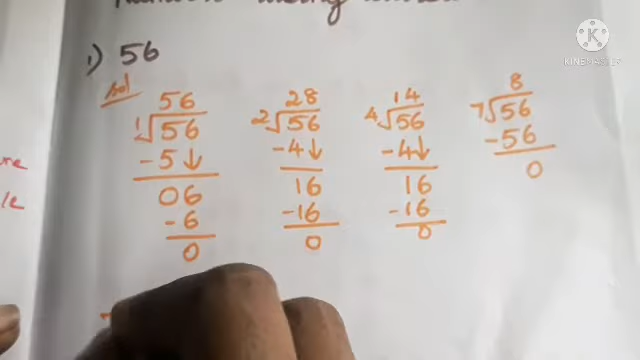 1) 56
Sol
56 28 14 8
1√56 2√56 4√56 7√56
-5↓ -4↓ -4↓ -56
06 16 16 0
-6 -16 -16
0 0 0
K
KINEMASTER